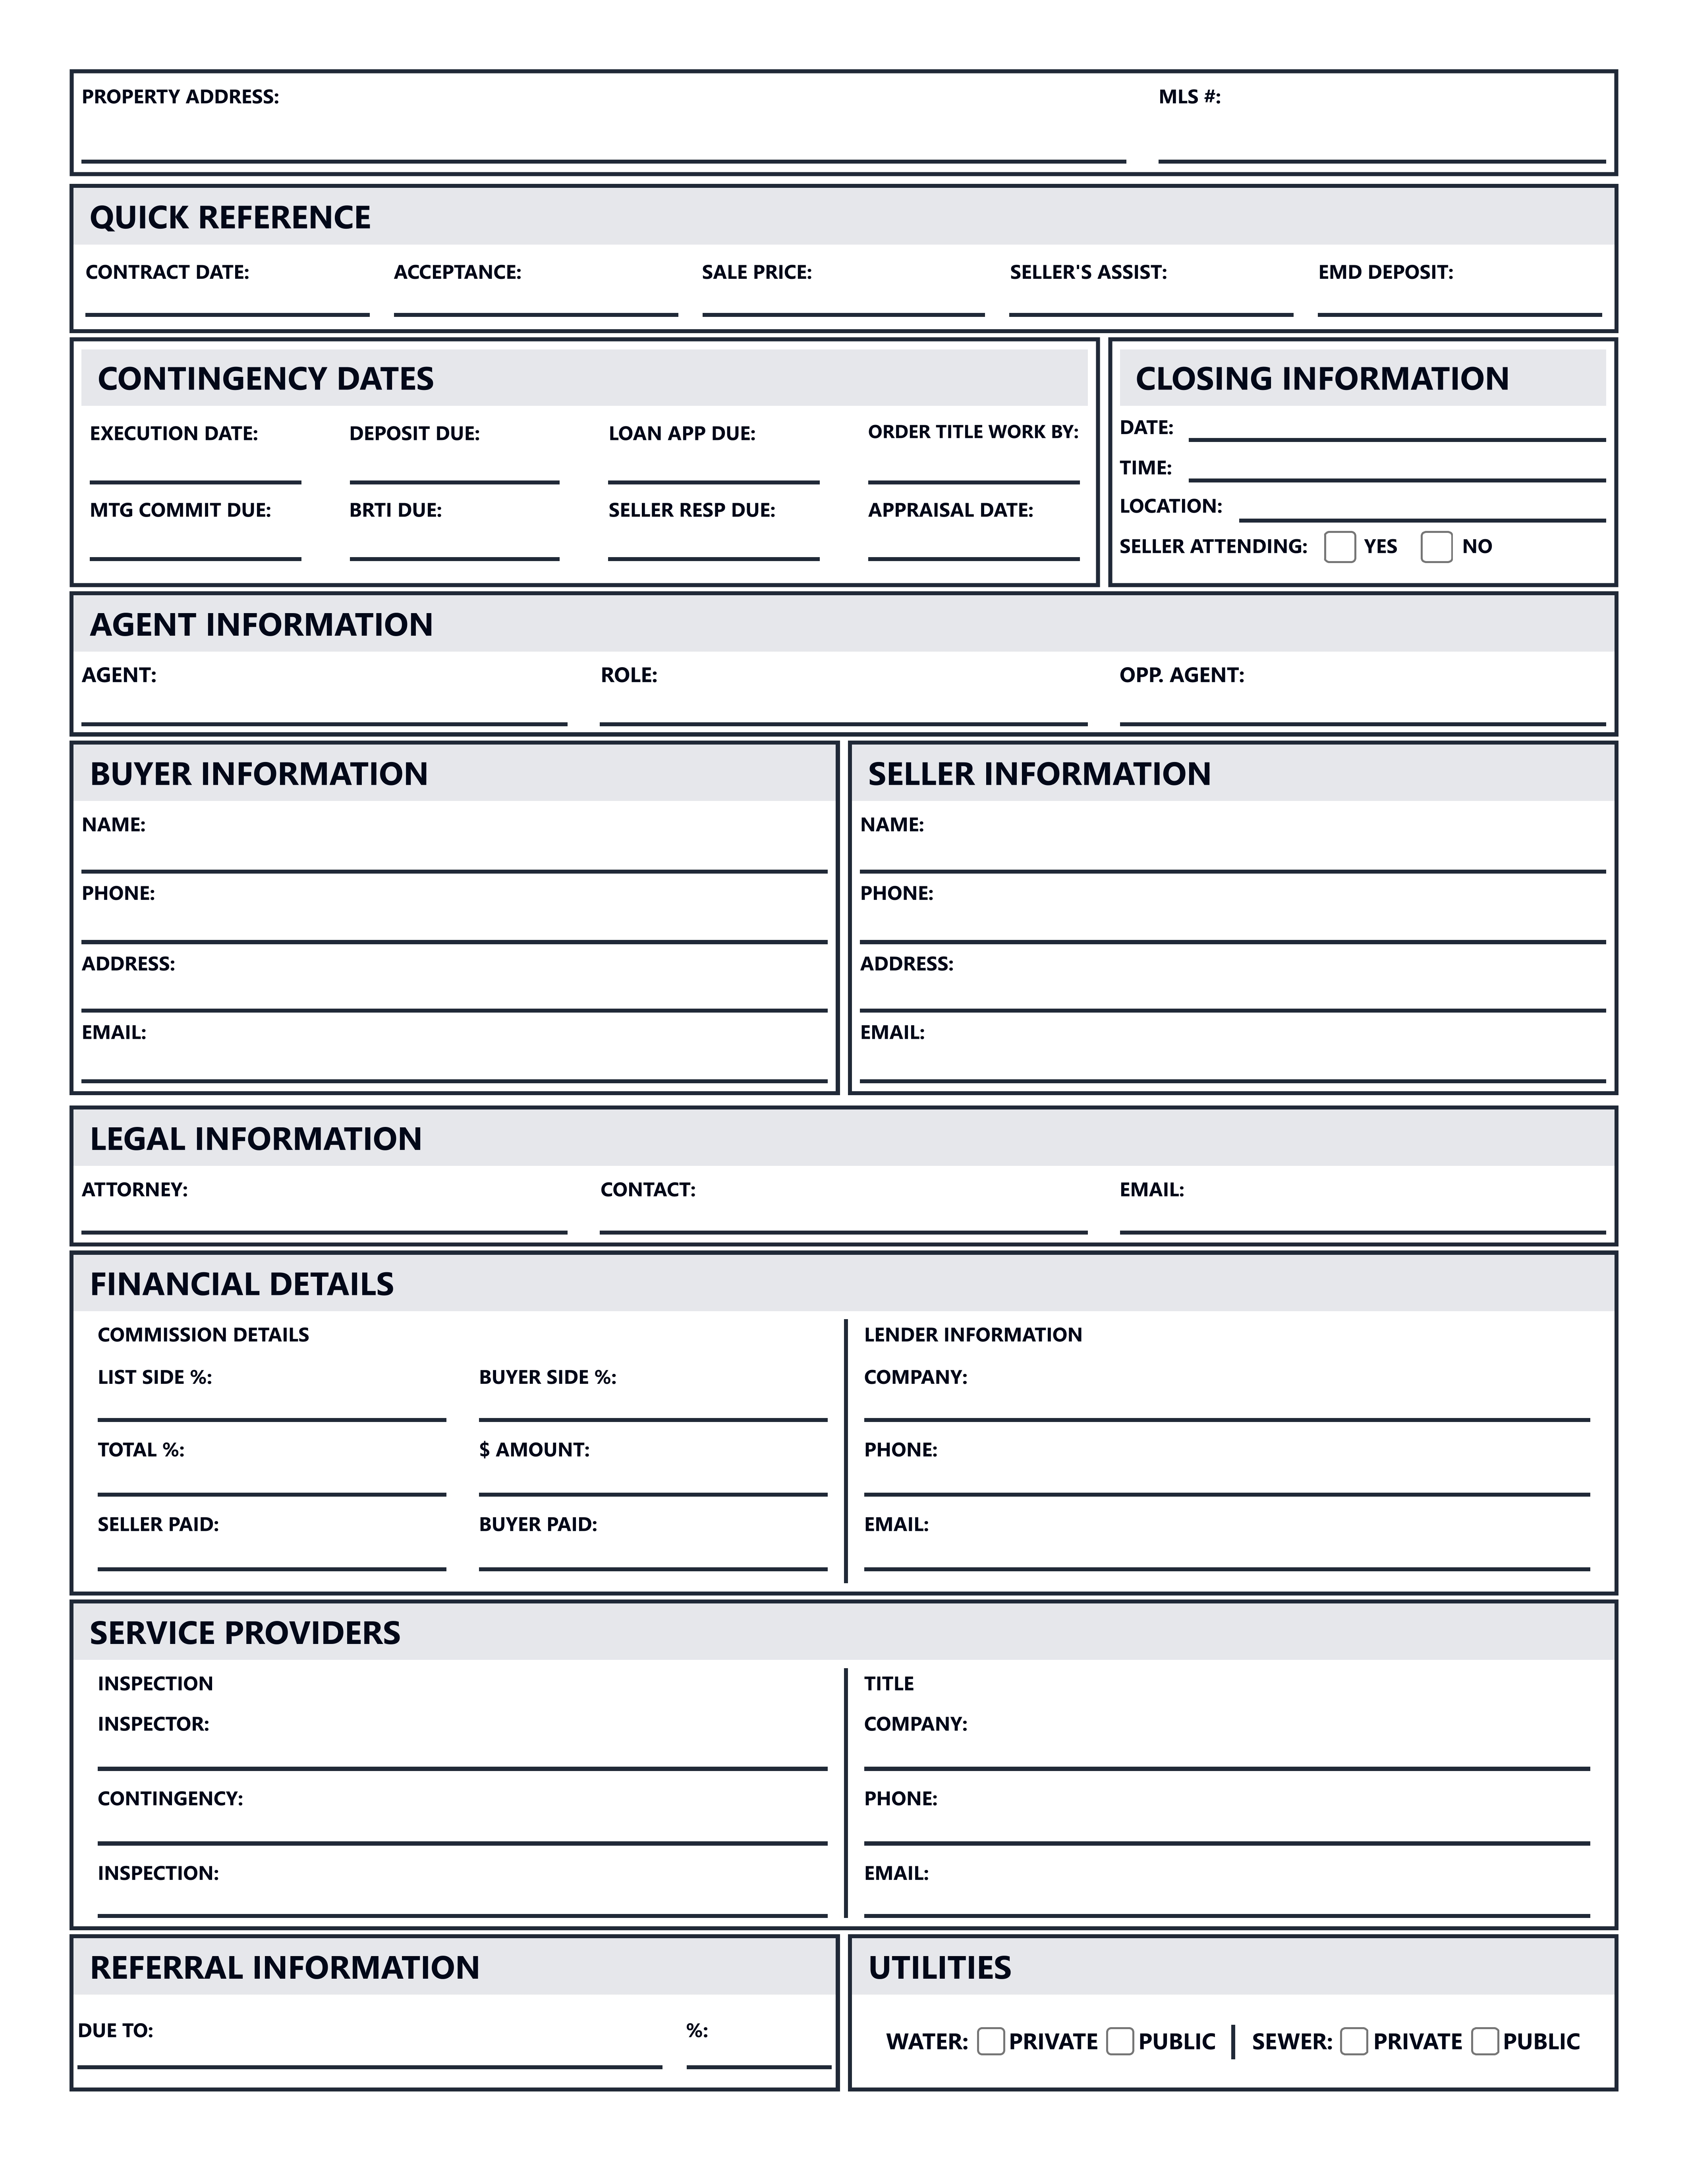 PROPERTY ADDRESS: MLS #:
QUICK REFERENCE
CONTRACT DATE: ACCEPTANCE: SALE PRICE: SELLER'S ASSIST: EMD DEPOSIT:
CONTINGENCY DATES
EXECUTION DATE: DEPOSIT DUE: LOAN APP DUE: ORDER TITLE WORK BY:
MTG COMMIT DUE: BRTI DUE: SELLER RESP DUE: APPRAISAL DATE:
CLOSING INFORMATION
DATE:
TIME:
LOCATION:
SELLER ATTENDING: YES NO
AGENT INFORMATION
AGENT: ROLE: OPP. AGENT:
BUYER INFORMATION
NAME:
PHONE:
ADDRESS:
EMAIL:
SELLER INFORMATION
NAME:
PHONE:
ADDRESS:
EMAIL:
LEGAL INFORMATION
ATTORNEY: CONTACT: EMAIL:
FINANCIAL DETAILS
COMMISSION DETAILS
LIST SIDE %: BUYER SIDE %:
TOTAL %: $ AMOUNT:
SELLER PAID: BUYER PAID:
LENDER INFORMATION
COMPANY:
PHONE:
EMAIL:
SERVICE PROVIDERS
INSPECTION
INSPECTOR:
CONTINGENCY:
INSPECTION:
TITLE
COMPANY:
PHONE:
EMAIL:
REFERRAL INFORMATION
DUE TO: %:
UTILITIES
WATER: PRIVATE PUBLIC | SEWER: PRIVATE PUBLIC